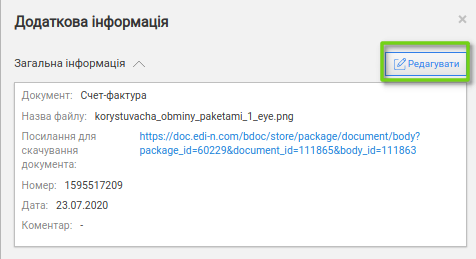 Додаткова інформація
Загальна інформація
Редагувати
Документ: Счет-фактура
Назва файлу: korystuvacha_obminy_paketami_1_eye.png
Посилання для https://doc.edi-n.com/bdoc/store/package/document/body?
скачування package_id=60229&document_id=111865&body_id=111863
документа:
Номер: 1595517209
Дата: 23.07.2020
Коментар: -